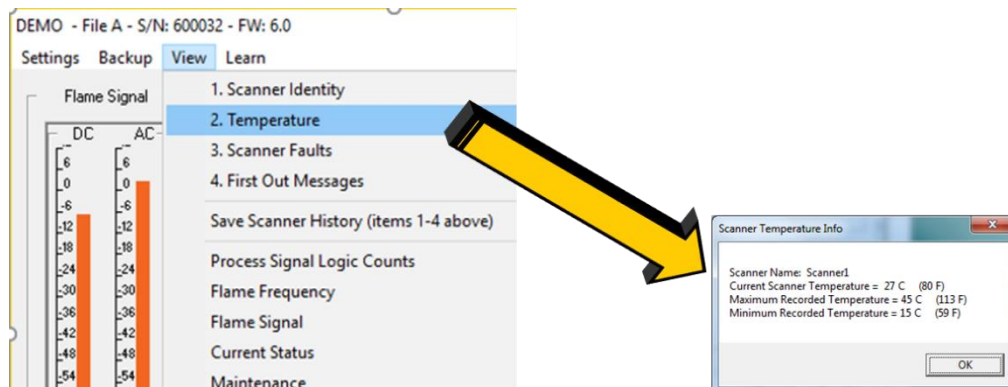 DEMO - File A - S/N: 600032 - FW: 6.0
Settings Backup View Learn
Flame Signal
DC AC
6 6
0 0
-6 -6
-12 -12
-18 -18
-24 -24
-30 -30
-36 -36
-42 -42
-48 -48
-54 -54
1. Scanner Identity
2. Temperature
3. Scanner Faults
4. First Out Messages
Save Scanner History (items 1-4 above)
Process Signal Logic Counts
Flame Frequency
Flame Signal
Current Status
Maintenance
Scanner Temperature Info
Scanner Name: Scanner1
Current Scanner Temperature = 27 C (80 F)
Maximum Recorded Temperature = 45 C (113 F)
Minimum Recorded Temperature = 15 C (59 F)
OK